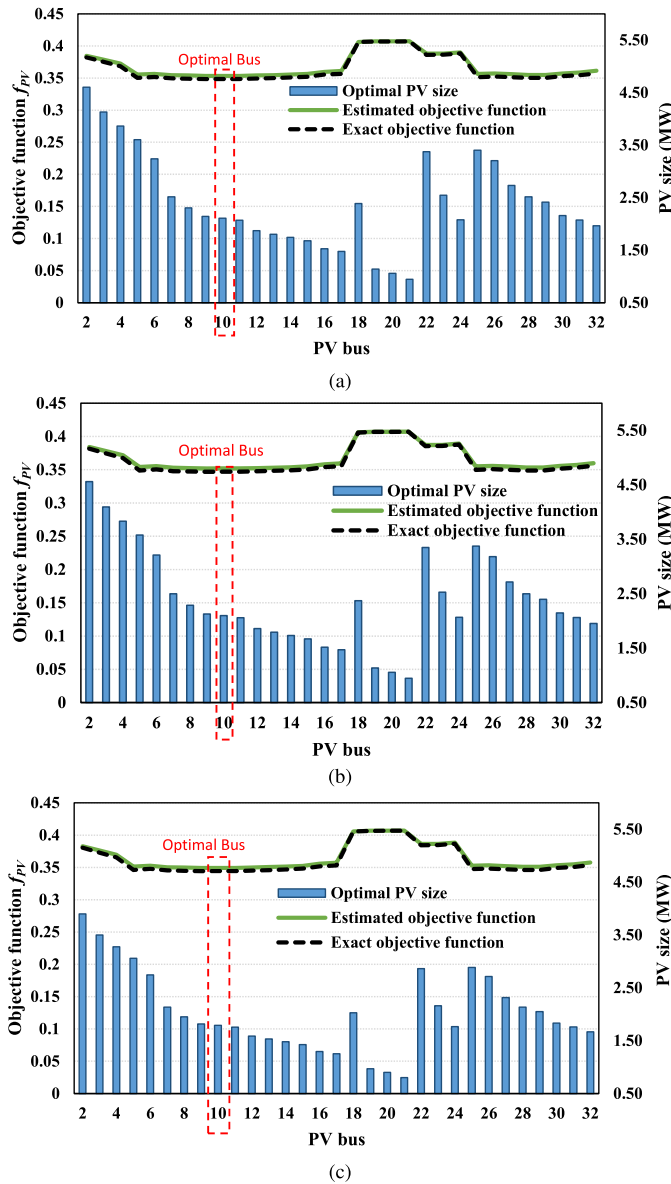 0.45
0.4
0.35
0.3
0.25
0.2
0.15
0.1
0.05
0
Objective function f_PV
Optimal Bus
Optimal PV size
Estimated objective function
Exact objective function
5.50
4.50
3.50
2.50
1.50
0.50
PV size (MW)
2 4 6 8 10 12 14 16 18 20 22 24 26 28 30 32
PV bus
(a)
0.45
0.4
0.35
0.3
0.25
0.2
0.15
0.1
0.05
0
Objective function f_PV
Optimal Bus
Optimal PV size
Estimated objective function
Exact objective function
5.50
4.50
3.50
2.50
1.50
0.50
PV size (MW)
2 4 6 8 10 12 14 16 18 20 22 24 26 28 30 32
PV bus
(b)
0.45
0.4
0.35
0.3
0.25
0.2
0.15
0.1
0.05
0
Objective function f_PV
Optimal Bus
Optimal PV size
Estimated objective function
Exact objective function
5.50
4.50
3.50
2.50
1.50
0.50
PV size (MW)
2 4 6 8 10 12 14 16 18 20 22 24 26 28 30 32
PV bus
(c)